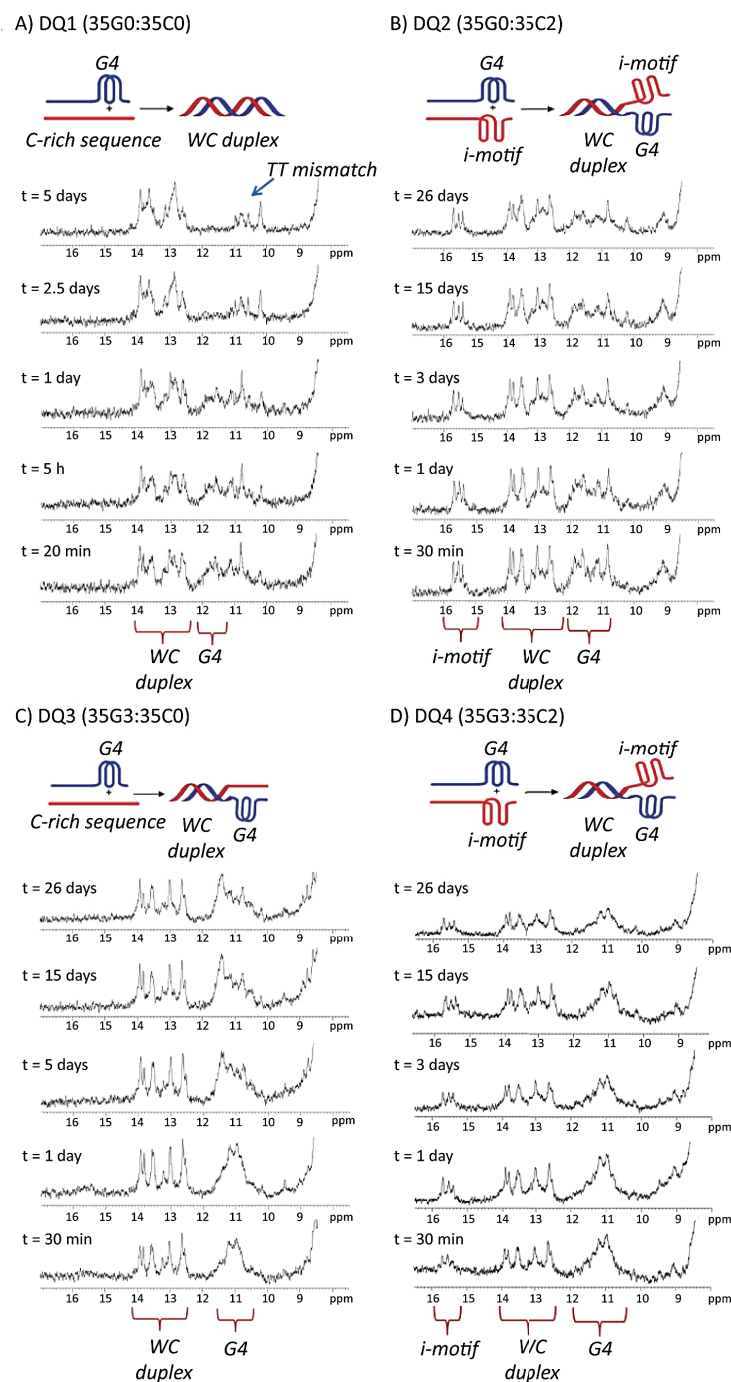 A) DQ1 (35G0:35C0)
G4
+
C-rich sequence
WC duplex
TT mismatch
t = 5 days
16 15 14 13 12 11 10 9 ppm
t = 2.5 days
16 15 14 13 12 11 10 9 ppm
t = 1 day
16 15 14 13 12 11 10 9 ppm
t = 5 h
16 15 14 13 12 11 10 9 ppm
t = 20 min
16 15 14 13 12 11 10 9 ppm
WC
duplex
G4
B) DQ2 (35G0:35C2)
G4
+
i-motif
i-motif
WC
duplex
G4
t = 26 days
16 15 14 13 12 11 10 9 ppm
t = 15 days
16 15 14 13 12 11 10 9 ppm
t = 3 days
16 15 14 13 12 11 10 9 ppm
t = 1 day
16 15 14 13 12 11 10 9 ppm
t = 30 min
16 15 14 13 12 11 10 9 ppm
i-motif
WC
duplex
G4
C) DQ3 (35G3:35C0)
G4
+
C-rich sequence
WC
duplex
G4
t = 26 days
16 15 14 13 12 11 10 9 ppm
t = 15 days
16 15 14 13 12 11 10 9 ppm
t = 5 days
16 15 14 13 12 11 10 9 ppm
t = 1 day
16 15 14 13 12 11 10 9 ppm
t = 30 min
16 15 14 13 12 11 10 9 ppm
WC
duplex
G4
D) DQ4 (35G3:35C2)
G4
+
i-motif
i-motif
WC
duplex
G4
t = 26 days
16 15 14 13 12 11 10 9 ppm
t = 15 days
16 15 14 13 12 11 10 9 ppm
t = 3 days
16 15 14 13 12 11 10 9 ppm
t = 1 day
16 15 14 13 12 11 10 9 ppm
t = 30 min
16 15 14 13 12 11 10 9 ppm
i-motif
WC
duplex
G4